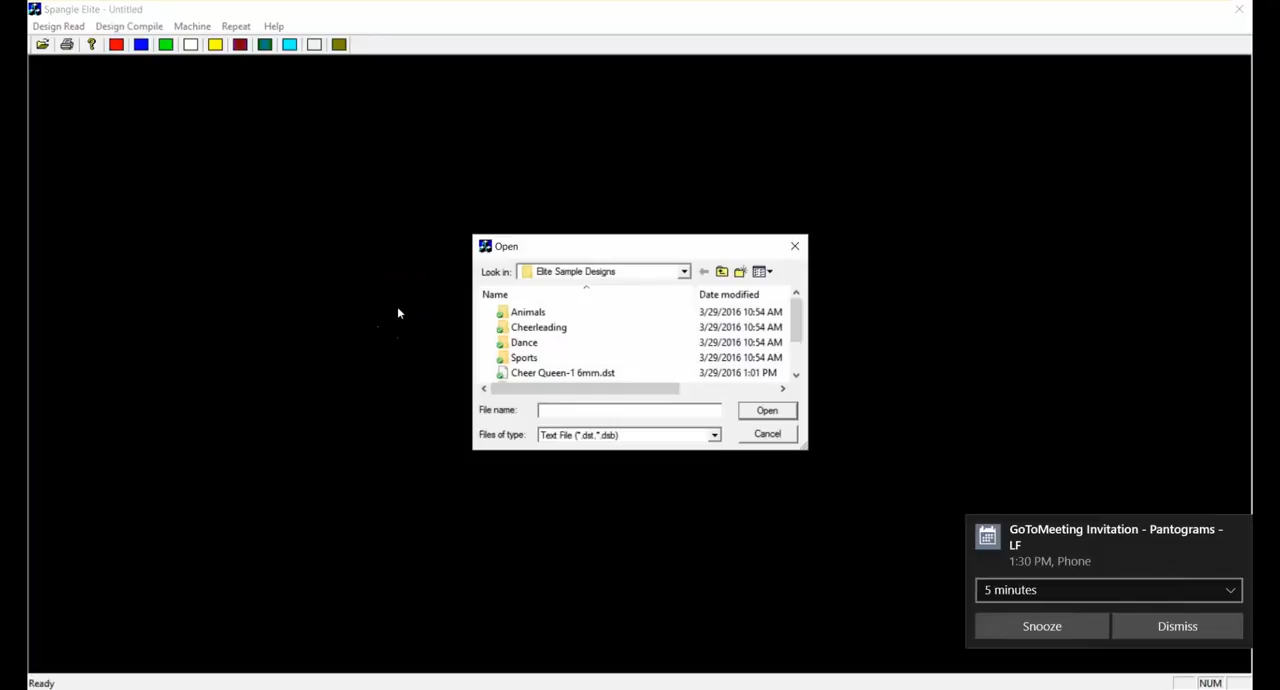 Spangle Elite - Untitled
Design Read Design Compile Machine Repeat Help
Open
Look in: Elite Sample Designs
Name Date modified
Animals 3/29/2016 10:54 AM
Cheerleading 3/29/2016 10:54 AM
Dance 3/29/2016 10:54 AM
Sports 3/29/2016 10:54 AM
Cheer Queen-1 6mm.dst 3/29/2016 1:01 PM
File name: Open
Files of type: Text File (*.dst,*.dsb) Cancel
GoToMeeting Invitation - Pantograms -
LF
1:30 PM, Phone
5 minutes
Snooze Dismiss
Ready NUM